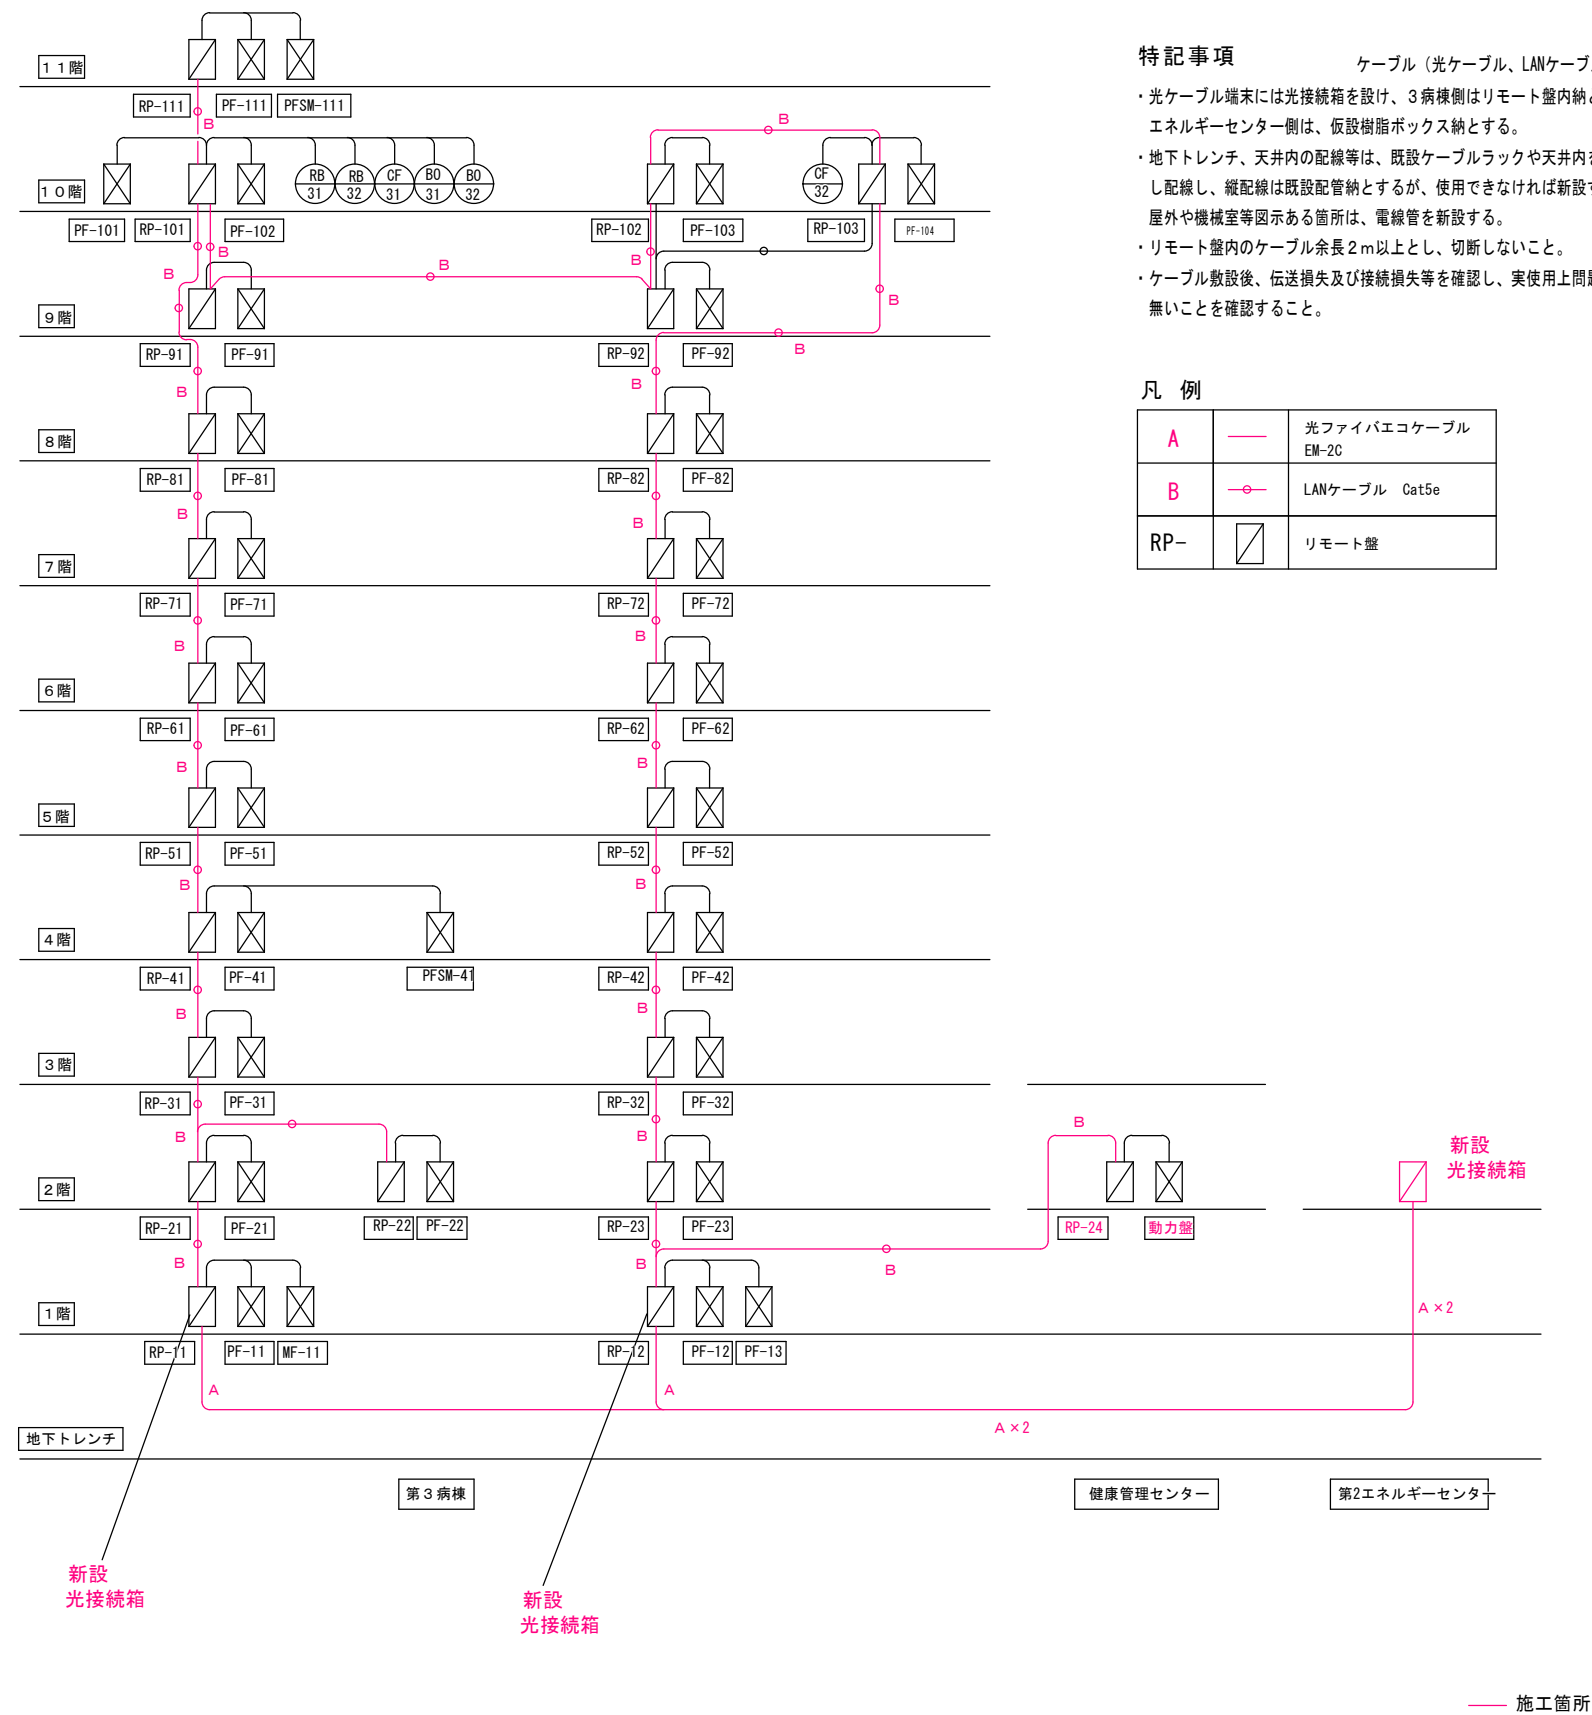 特記事項
ケーブル（光ケーブル、LANケーブ
・光ケーブル端末には光接続箱を設け、３病棟側はリモート盤内納
エネルギーセンター側は、仮設樹脂ボックス納とする。
・地下トレンチ、天井内の配線等は、既設ケーブルラックや天井内
し配線し、縦配線は既設配管納とするが、使用できなければ新設
屋外や機械室等図示ある箇所は、電線管を新設する。
・リモート盤内のケーブル余長２ｍ以上とし、切断しないこと。
・ケーブル敷設後、伝送損失及び接続損失等を確認し、実使用上問
無いことを確認すること。
凡 例
A 光ファイバエコケーブル
EM-2C
B LANケーブル Cat5e
RP- リモート盤
１１階
RP-111 PF-111 PFSM-111
B
B
１０階
RB 31 RB 32 CF 31 BO 31 BO 32 CF 32
PF-101 RP-101 PF-102 RP-102 PF-103 RP-103 PF-104
B B B B B
９階
RP-91 PF-91 RP-92 PF-92 B
B B
８階
RP-81 PF-81 RP-82 PF-82
B B
７階
RP-71 PF-71 RP-72 PF-72
B B
６階
RP-61 PF-61 RP-62 PF-62
B B
５階
RP-51 PF-51 RP-52 PF-52
B B
４階
RP-41 PF-41 PFSM-41 RP-42 PF-42
B B
３階
RP-31 PF-31 RP-32 PF-32
B B B
新設
光接続箱
２階
RP-21 PF-21 RP-22 PF-22 RP-23 PF-23 RP-24 動力盤
B B B
１階
A×2
RP-11 PF-11 MF-11 RP-12 PF-12 PF-13
A A
A×2
地下トレンチ
第３病棟 健康管理センター 第2エネルギーセンター
新設
光接続箱
新設
光接続箱
施工箇所